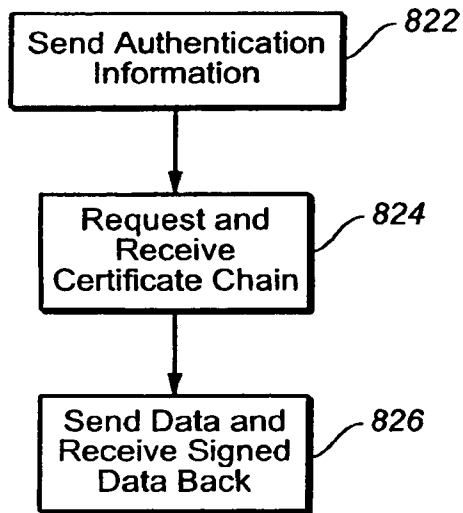 822
Send Authentication
Information
824
Request and
Receive
Certificate Chain
826
Send Data and
Receive Signed
Data Back